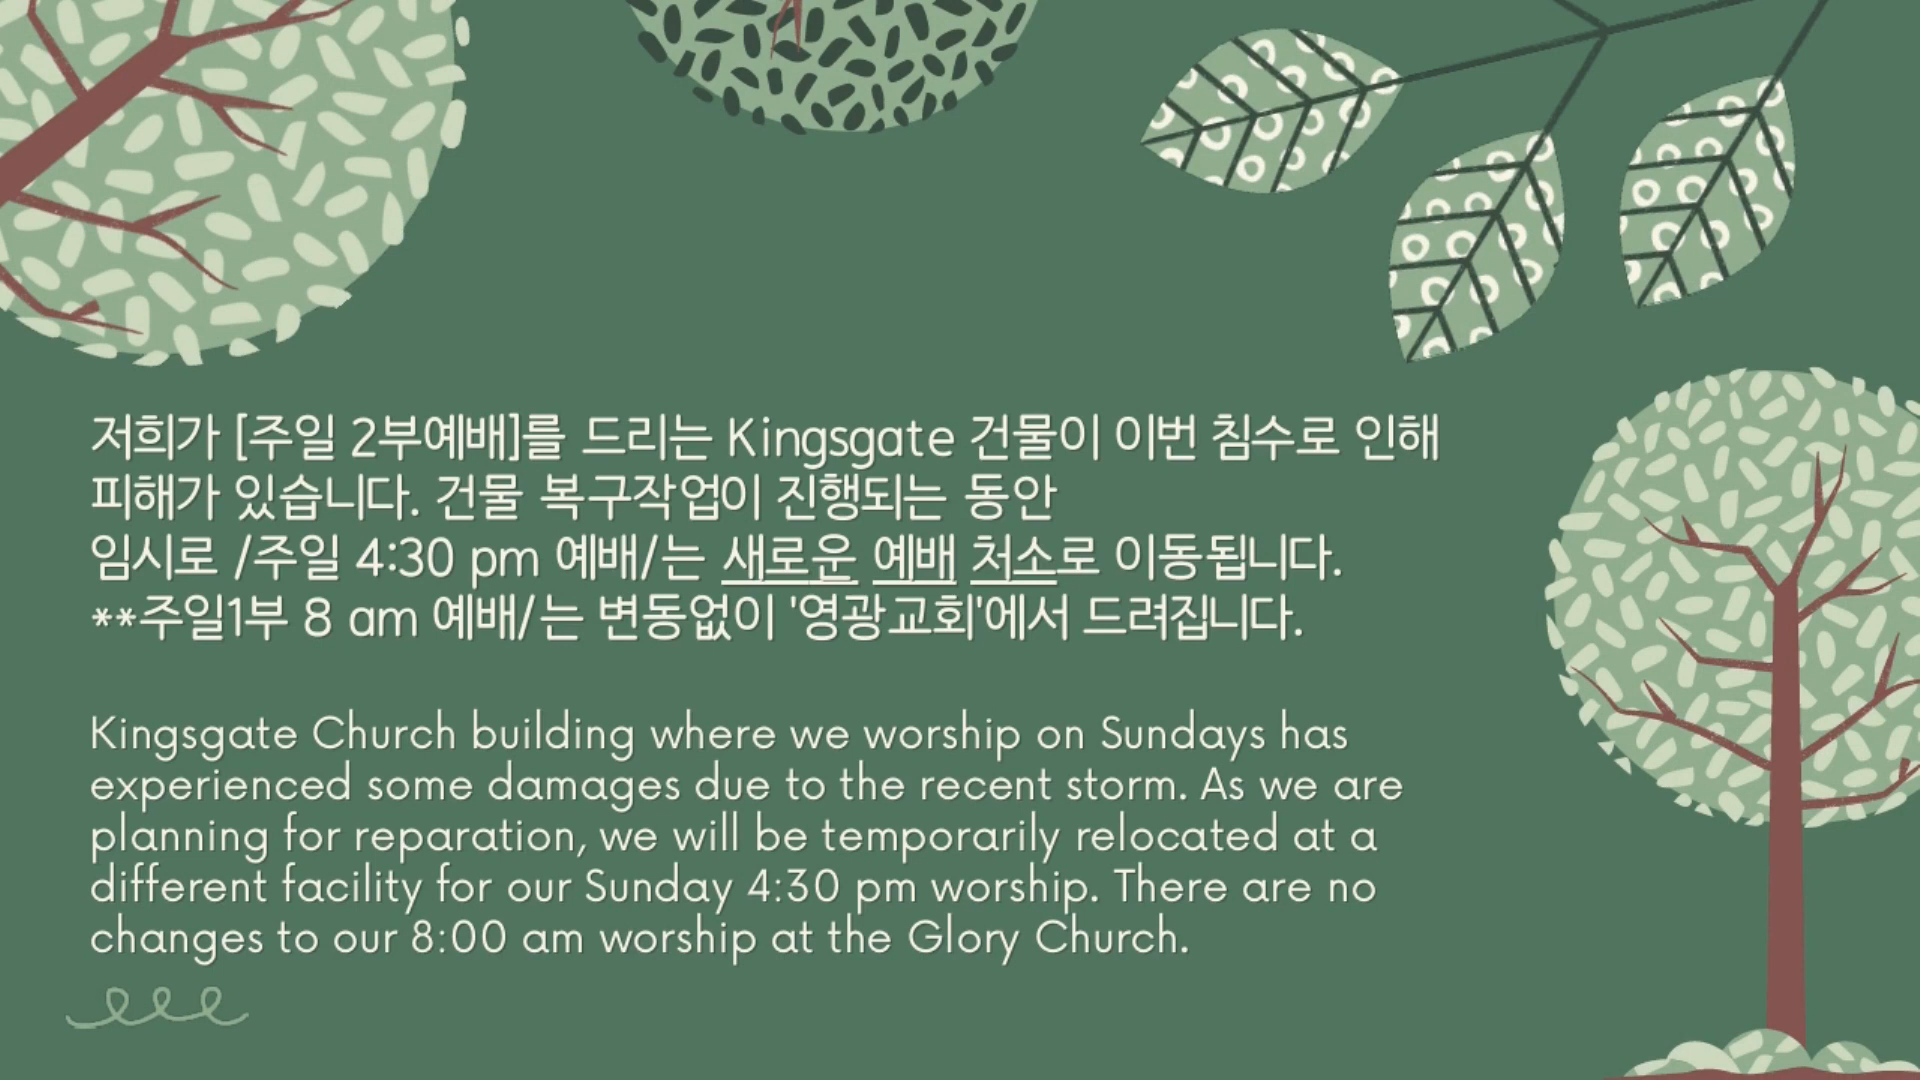 저희가 [주일 2부예배]를 드리는 Kingsgate 건물이 이번 침수로 인해
피해가 있습니다. 건물 복구작업이 진행되는 동안
임시로 /주일 4:30 pm 예배/는 새로운 예배 처소로 이동됩니다.
**주일1부 8 am 예배/는 변동없이 '영광교회'에서 드려집니다.
Kingsgate Church building where we worship on Sundays has
experienced some damages due to the recent storm. As we are
planning for reparation, we will be temporarily relocated at a
different facility for our Sunday 4:30 pm worship. There are no
changes to our 8:00 am worship at the Glory Church.